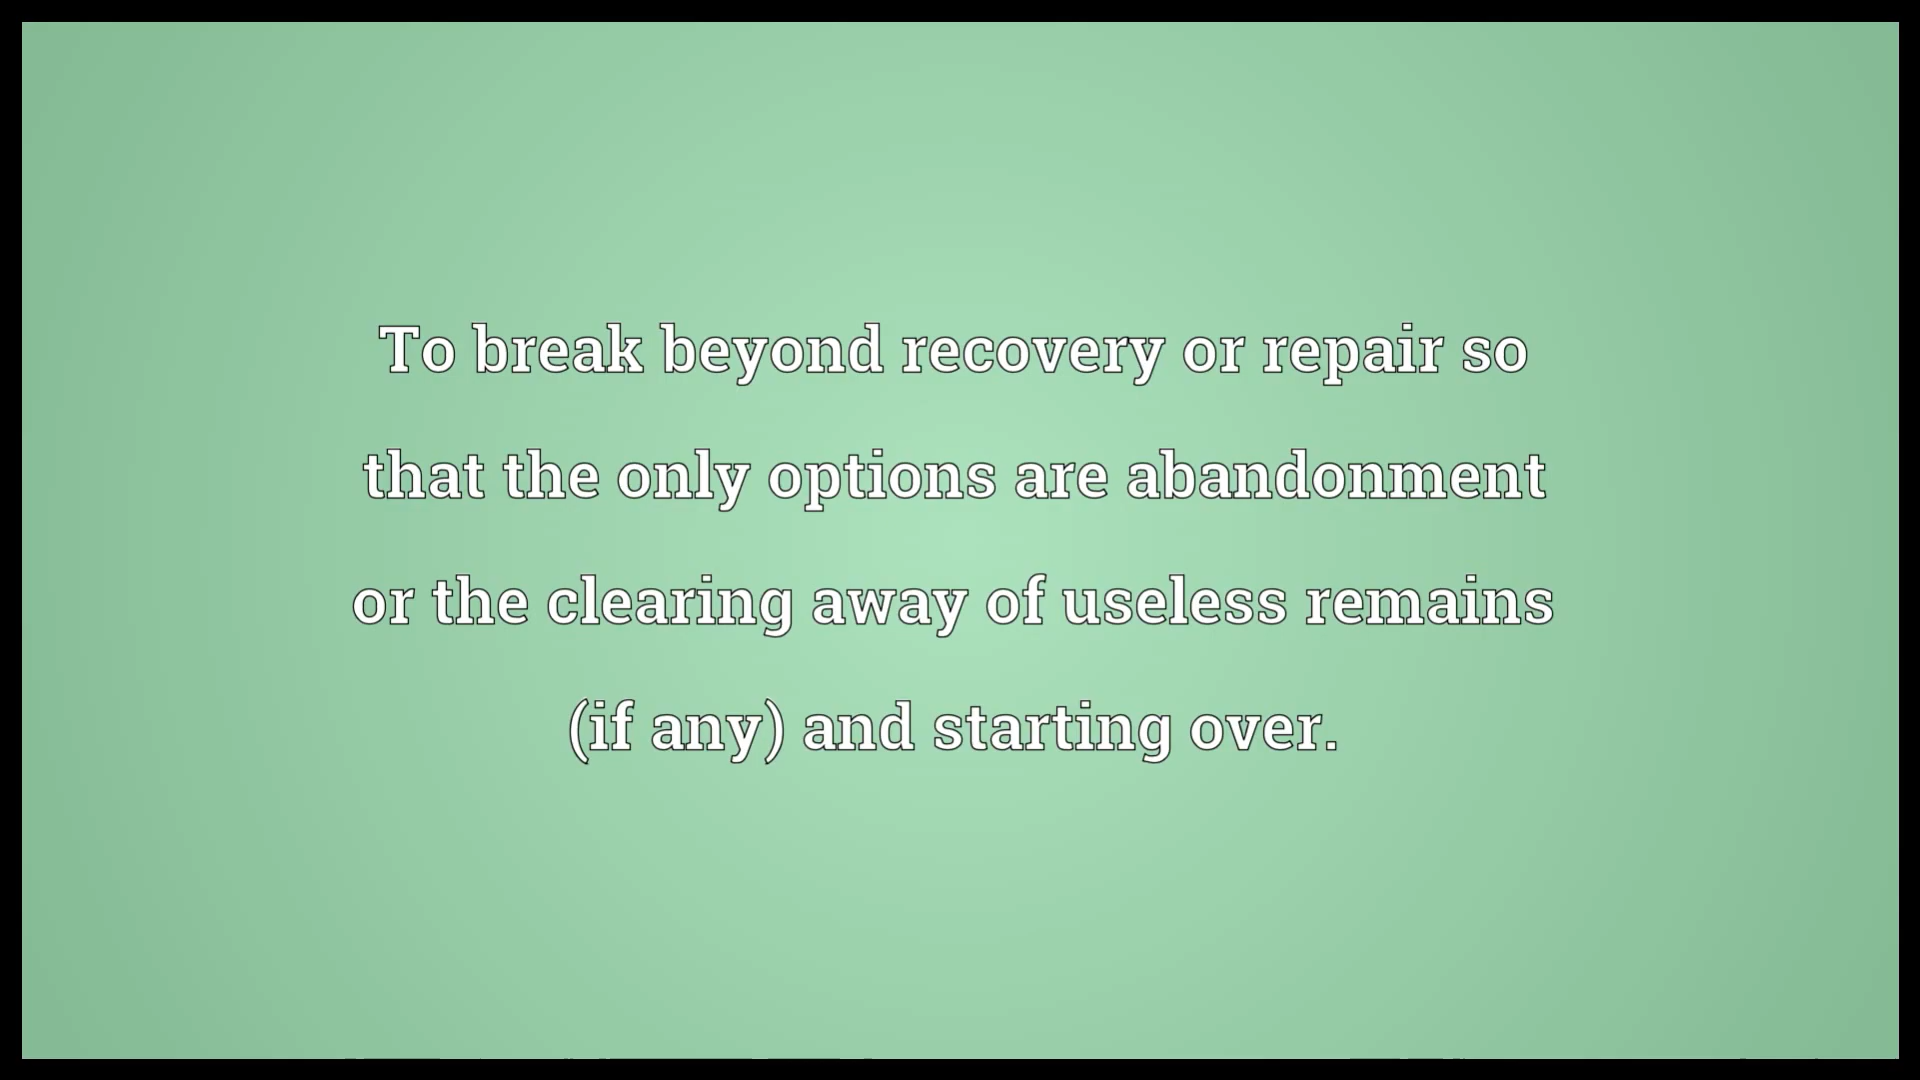 To break beyond recovery or repair so
that the only options are abandonment
or the clearing away of useless remains
(if any) and starting over.